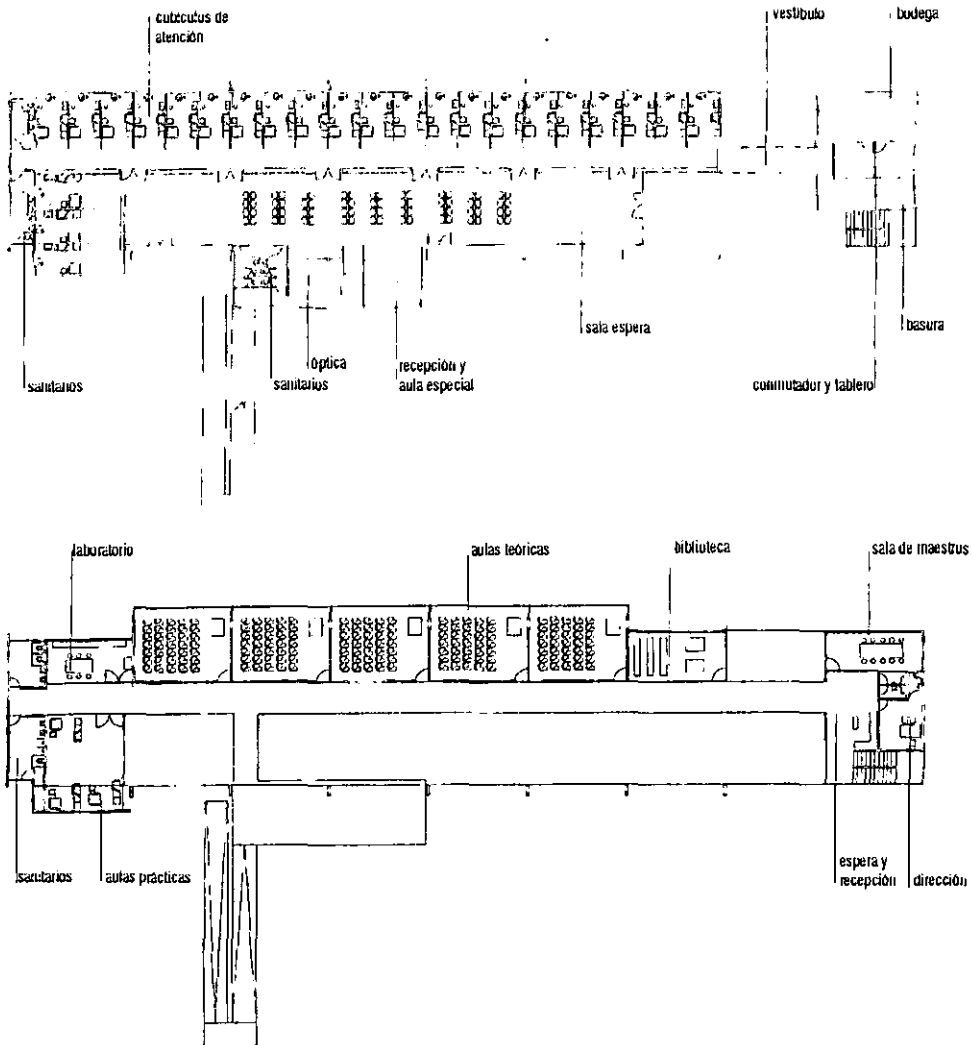 cubículos de
atención
vestíbulo
bodega
sala espera
basura
óptica
sanitarios
sanitarios
recepción y
aula especial
conmutador y tablero
laboratorio
aulas teóricas
biblioteca
sala de maestros
sanitarios
aulas prácticas
espera y
recepción
dirección